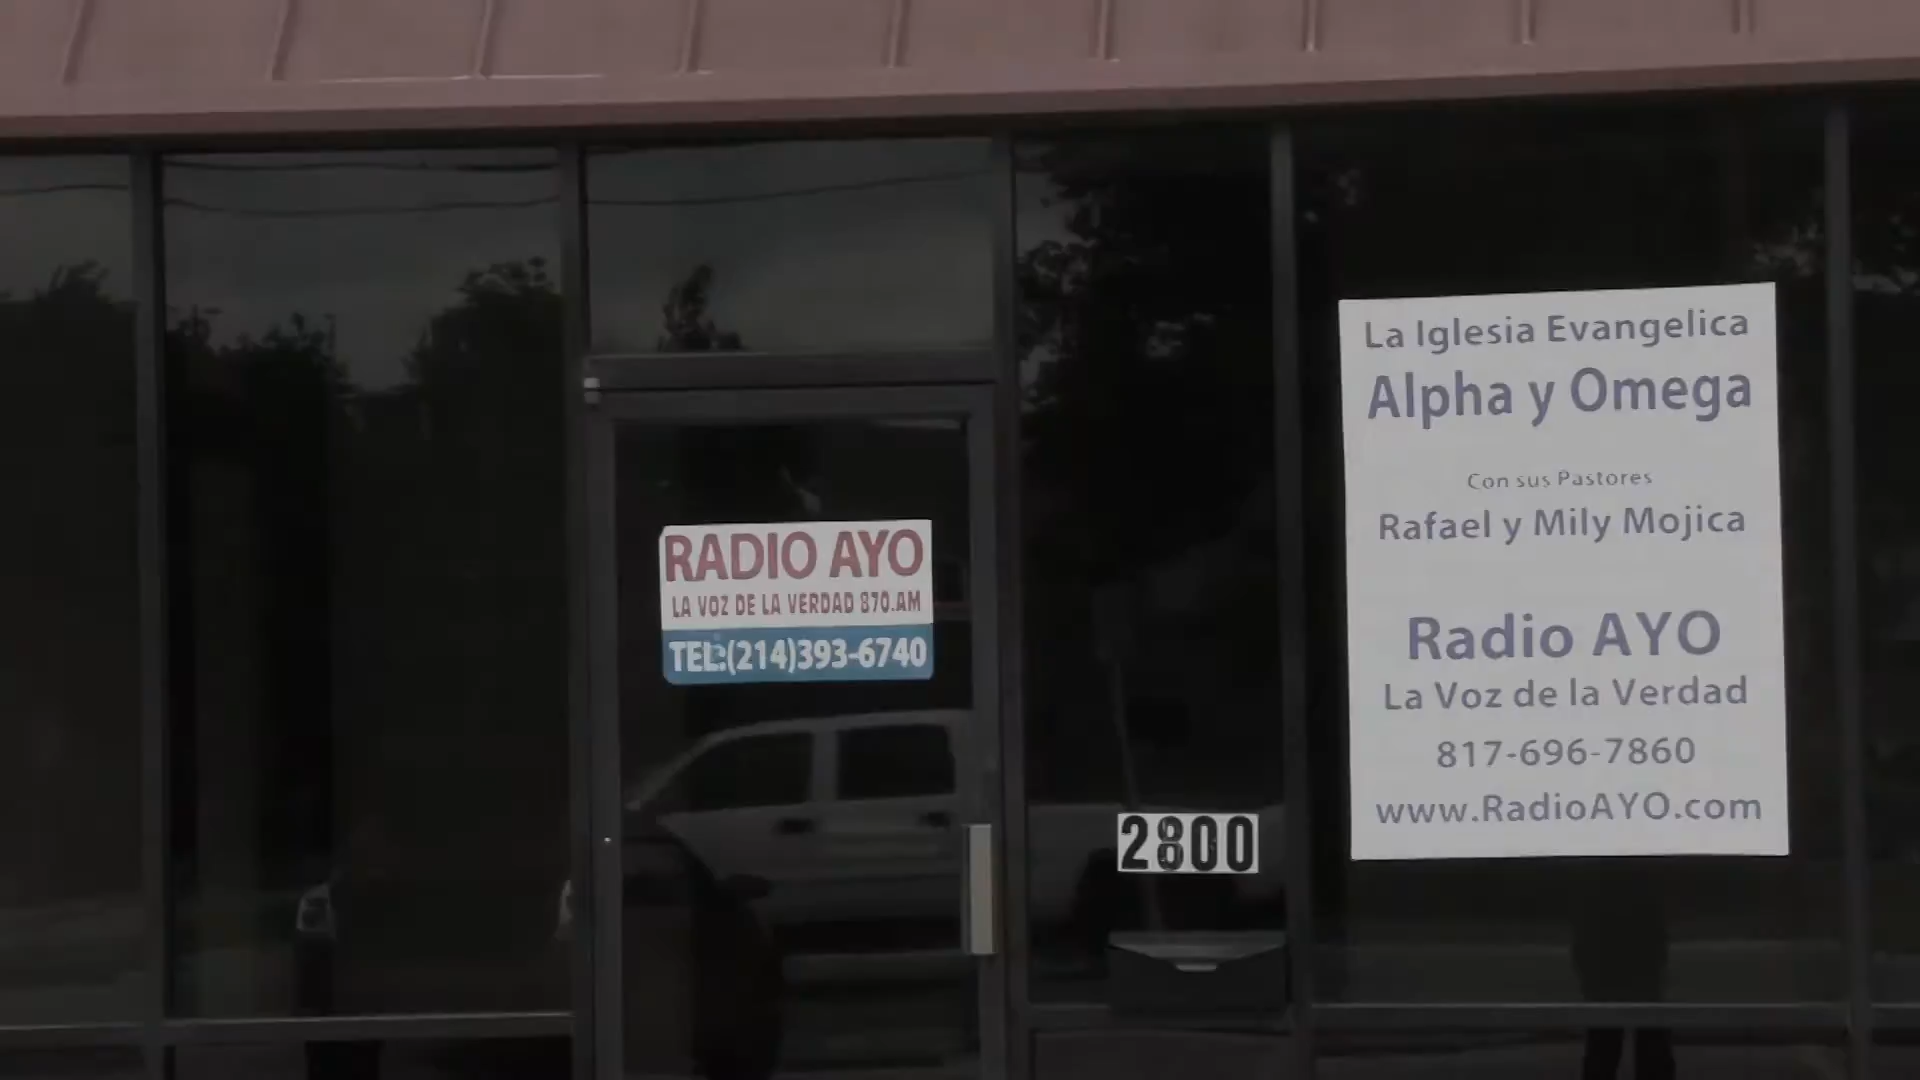 RADIO AYO
LA VOZ DE LA VERDAD 870.AM
TEL:(214)393-6740
2800
La Iglesia Evangelica
Alpha y Omega
Con sus Pastores
Rafael y Mily Mojica
Radio AYO
La Voz de la Verdad
817-696-7860
www.RadioAYO.com